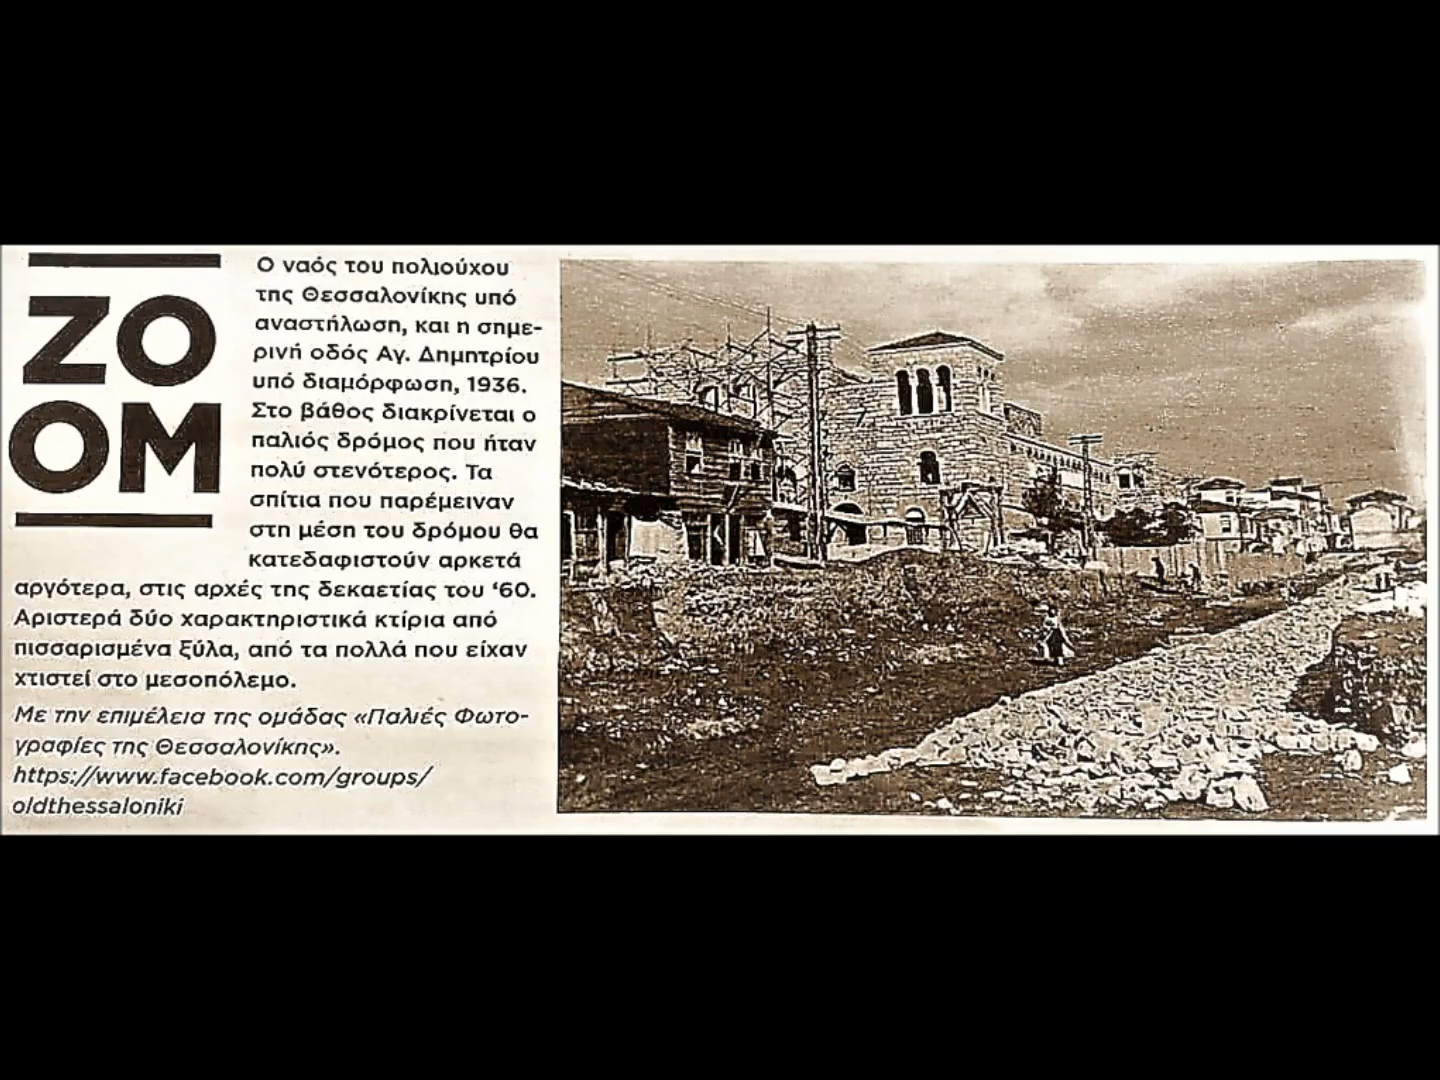 ZO
OM
Ο ναός του πολιούχου
της Θεσσαλονίκης υπό
αναστήλωση, και η σημε-
ρινή οδός Αγ. Δημητρίου
υπό διαμόρφωση, 1936.
Στο βάθος διακρίνεται ο
παλιός δρόμος που ήταν
πολύ στενότερος. Τα
σπίτια που παρέμειναν
στη μέση του δρόμου θα
κατεδαφιστούν αρκετά
αργότερα, στις αρχές της δεκαετίας του ‘60.
Αριστερά δύο χαρακτηριστικά κτίρια από
πισσαρισμένα ξύλα, από τα πολλά που είχαν
χτιστεί στο μεσοπόλεμο.
Με την επιμέλεια της ομάδας «Παλιές Φωτο-
γραφίες της Θεσσαλονίκης».
https://www.facebook.com/groups/
oldthessaloniki